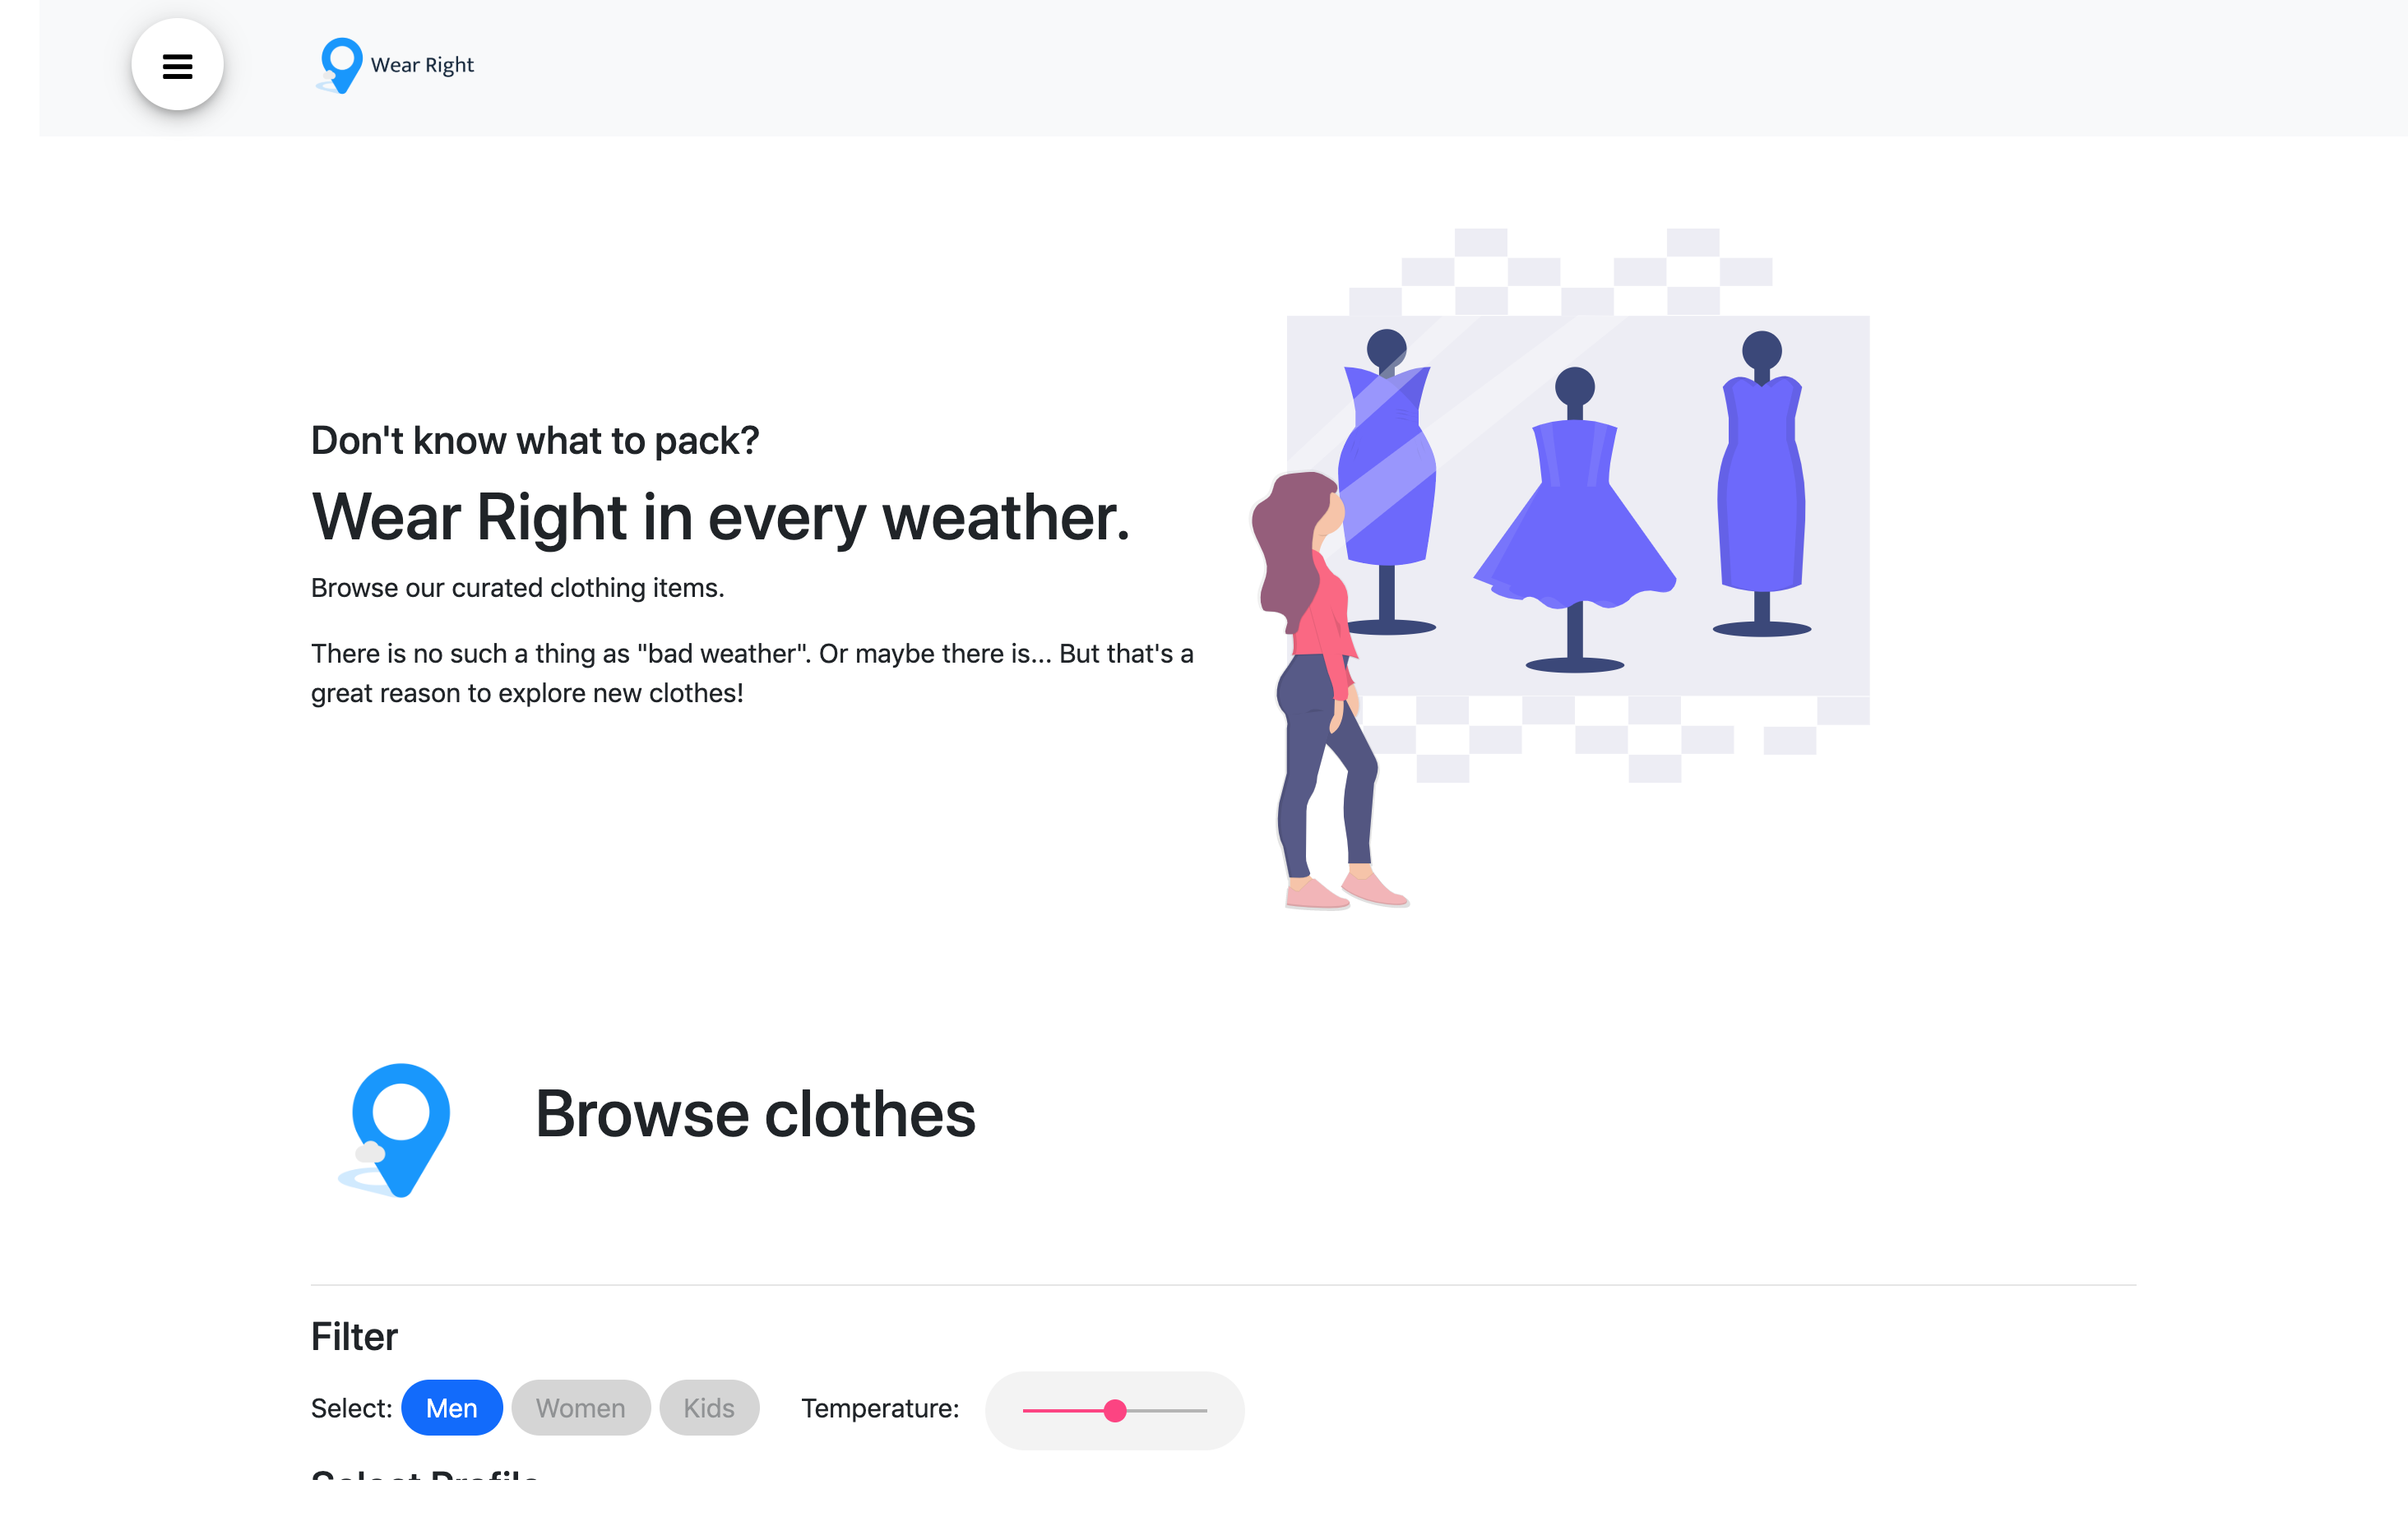 Wear Right
Don't know what to pack?
Wear Right in every weather.
Browse our curated clothing items.
There is no such a thing as "bad weather". Or maybe there is... But that's a
great reason to explore new clothes!
Browse clothes
Filter
Select: Men Women Kids Temperature:
Select Profile